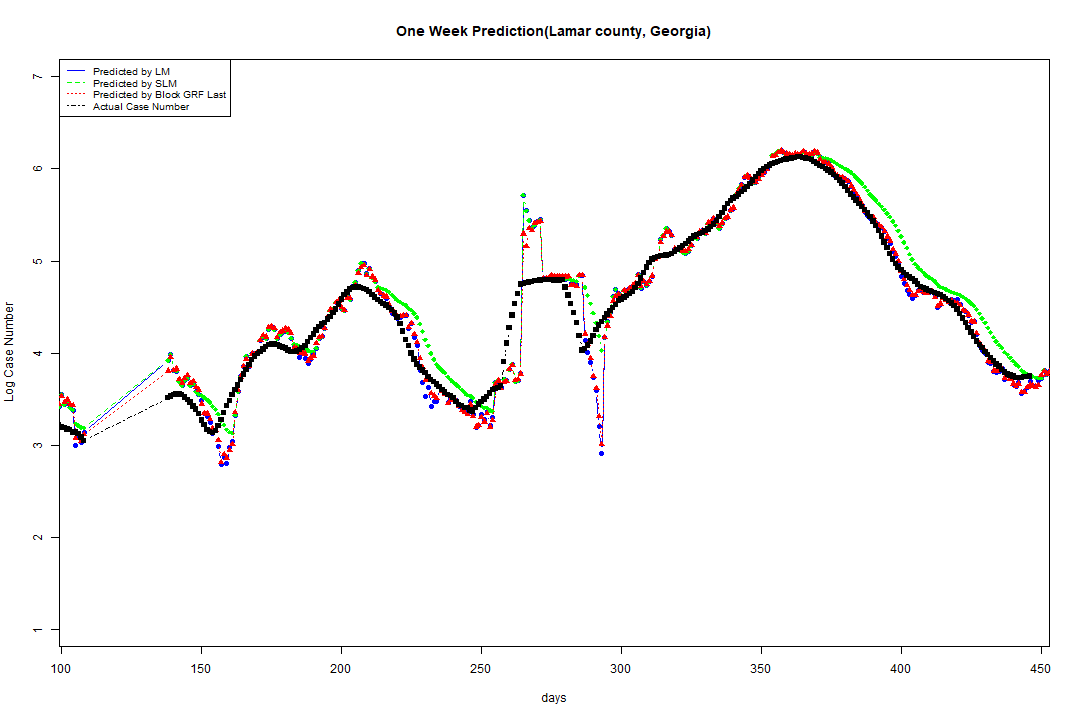 One Week Prediction(Lamar county, Georgia)
Predicted by LM
Predicted by SLM
Predicted by Block GRF Last
Actual Case Number
7
6
5
4
3
2
1
Log Case Number
100 150 200 250 300 350 400 450
days